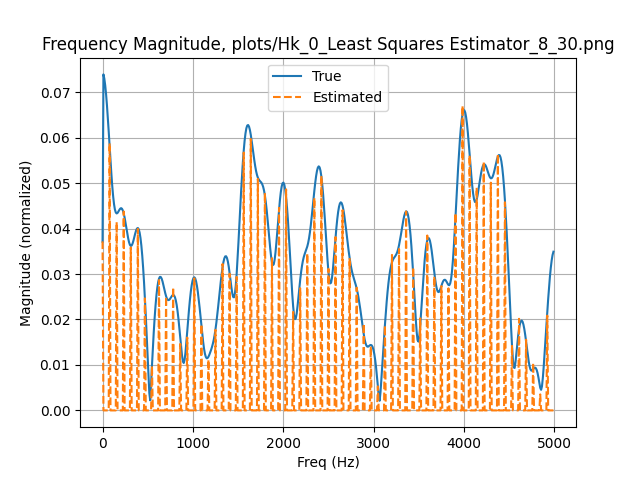 Frequency Magnitude, plots/Hk_0_Least Squares Estimator_8_30.png
True
Estimated
0.07
0.06
0.05
0.04
0.03
0.02
0.01
0.00
Magnitude (normalized)
0 1000 2000 3000 4000 5000
Freq (Hz)